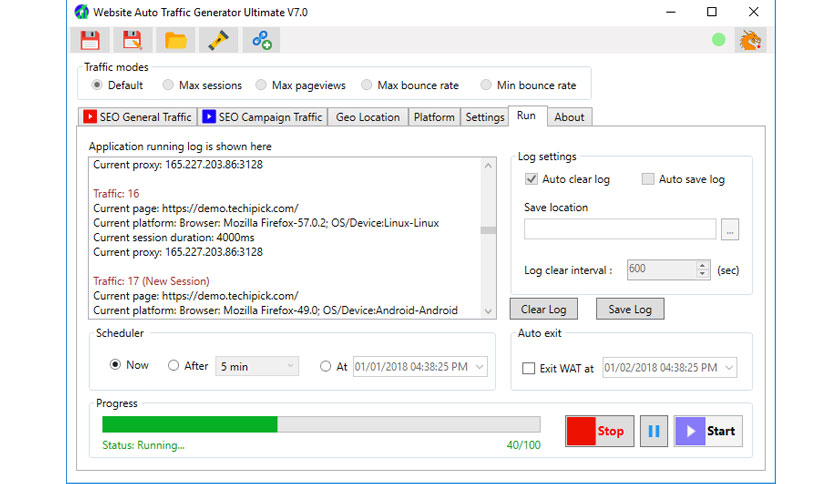 Website Auto Traffic Generator Ultimate V7.0
Traffic modes
Default Max sessions Max pageviews Max bounce rate Min bounce rate
SEO General Traffic SEO Campaign Traffic Geo Location Platform Settings Run About
Application running log is shown here
Current proxy: 165.227.203.86:3128
Traffic: 16
Current page: https://demo.techipick.com/
Current platform: Browser: Mozilla Firefox-57.0.2; OS/Device:Linux-Linux
Current session duration: 4000ms
Current proxy: 165.227.203.86:3128
Traffic: 17 (New Session)
Current page: https://demo.techipick.com/
Current platform: Browser: Mozilla Firefox-49.0; OS/Device:Android-Android
Log settings
Auto clear log Auto save log
Save location
...
Log clear interval : 600 (sec)
Clear Log Save Log
Scheduler
Now After 5 min At 01/01/2018 04:38:25 PM
Auto exit
Exit WAT at 01/02/2018 04:38:25 PM
Progress
Status: Running... 40/100
Stop Start